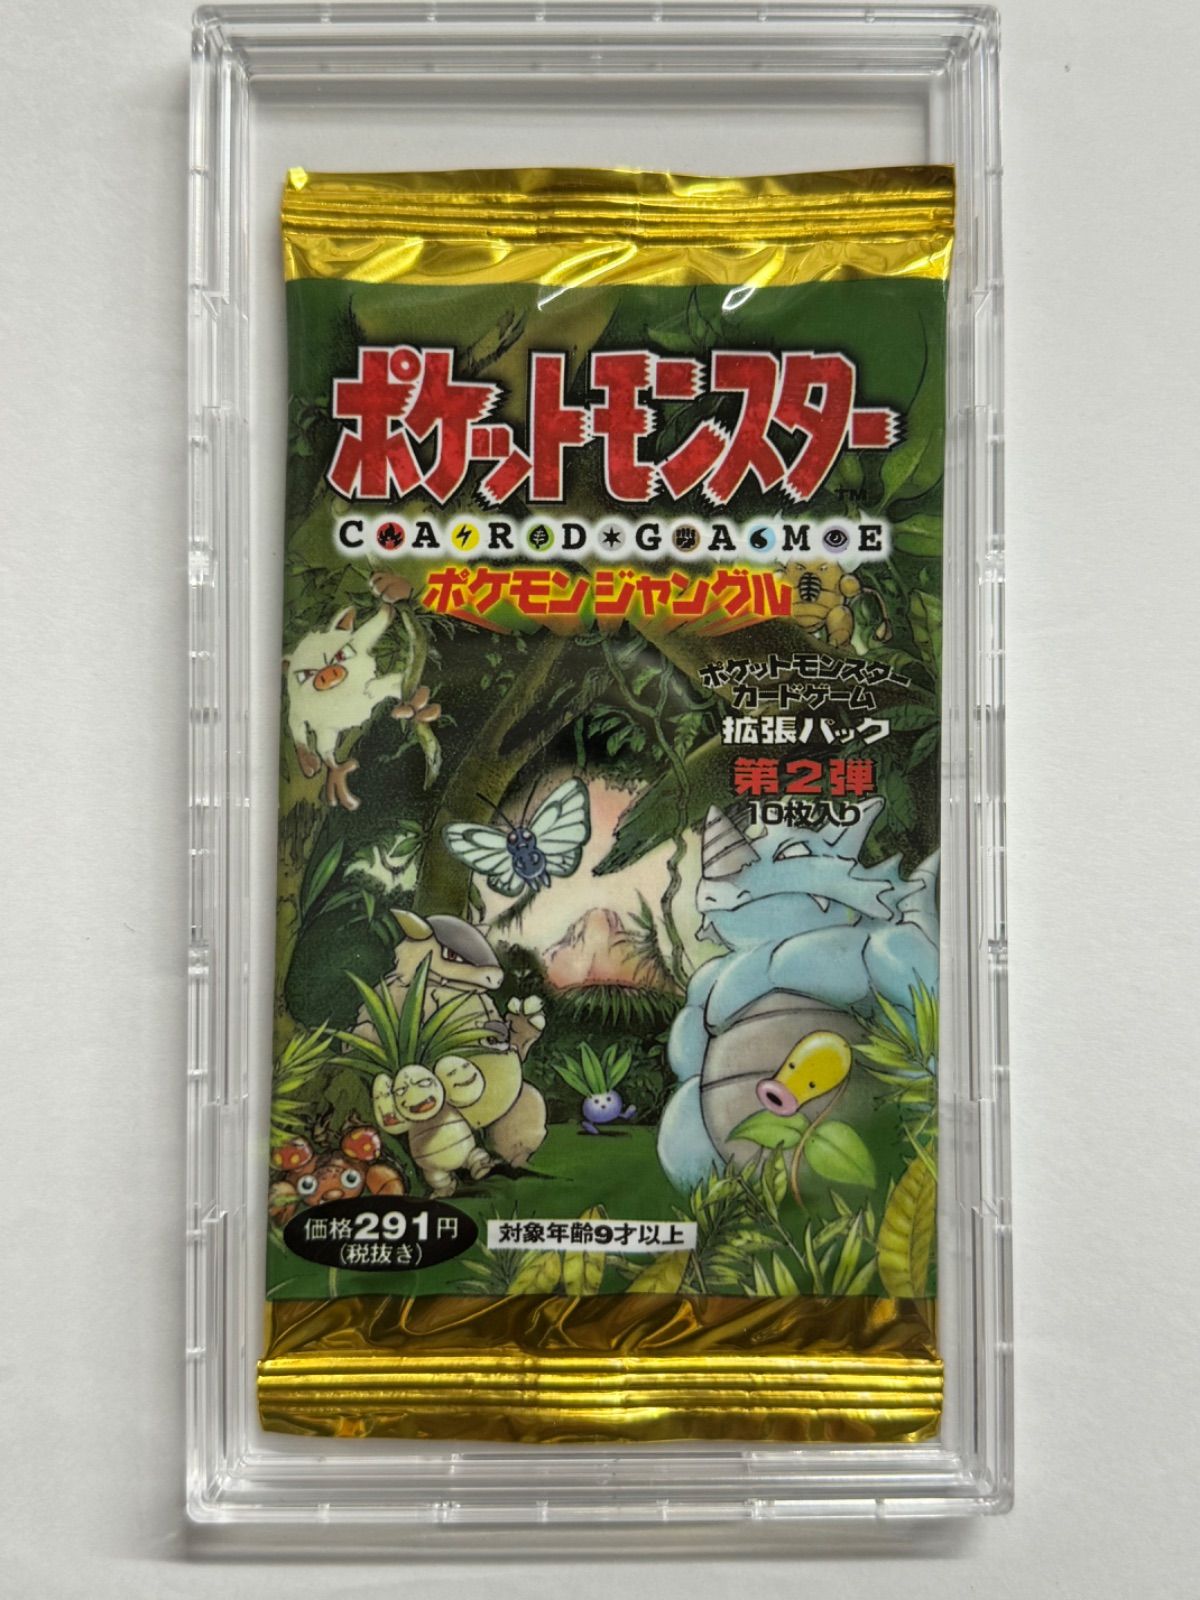 ポケットモンスター
TM
CARD GAME
ポケモンジャングル
ポケットモンスター
カードゲーム
拡張パック
第2弾
10枚入り
価格291円
(税抜き)
対象年齢9才以上